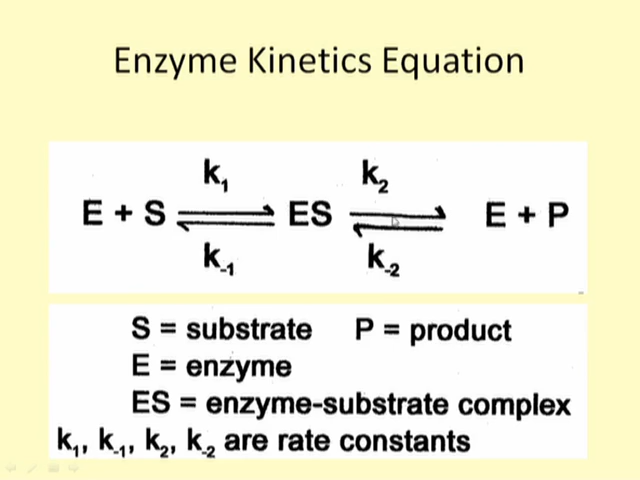 Enzyme Kinetics Equation
k₁ k₂
E + S ⇌ ES ⇌ E + P
k₋₁ k₋₂
S = substrate P = product
E = enzyme
ES = enzyme-substrate complex
k₁, k₋₁, k₂, k₋₂ are rate constants